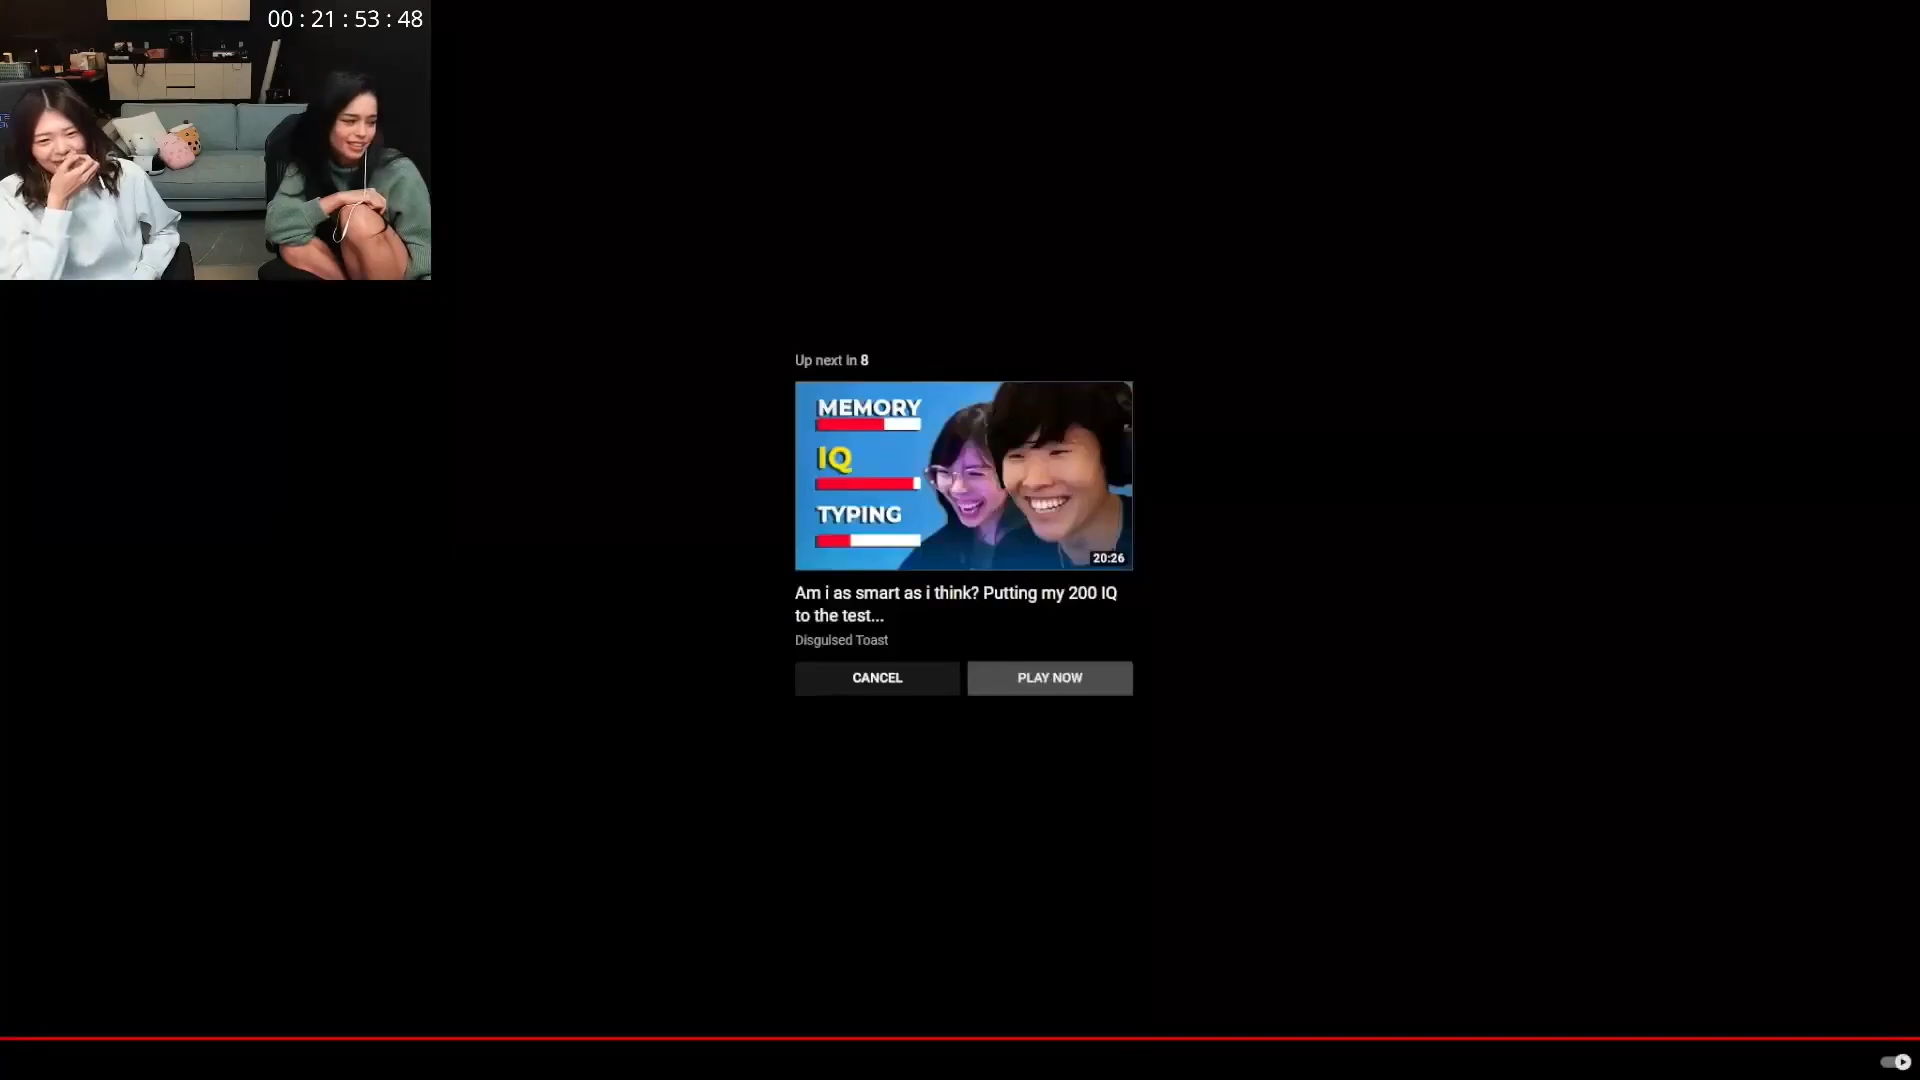 00 : 21 : 53 : 48
Up next in 8
MEMORY
IQ
TYPING
20:26
Am i as smart as i think? Putting my 200 IQ
to the test...
Disguised Toast
CANCEL
PLAY NOW